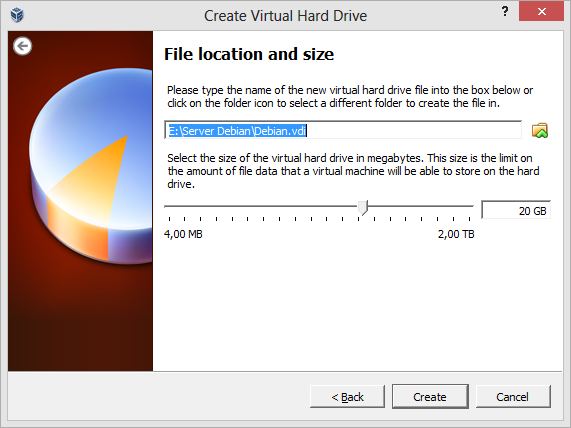 Create Virtual Hard Drive
?
File location and size
Please type the name of the new virtual hard drive file into the box below or
click on the folder icon to select a different folder to create the file in.
E:\Server Debian\Debian.vdi
Select the size of the virtual hard drive in megabytes. This size is the limit on
the amount of file data that a virtual machine will be able to store on the hard
drive.
20 GB
4,00 MB 2,00 TB
< Back Create Cancel